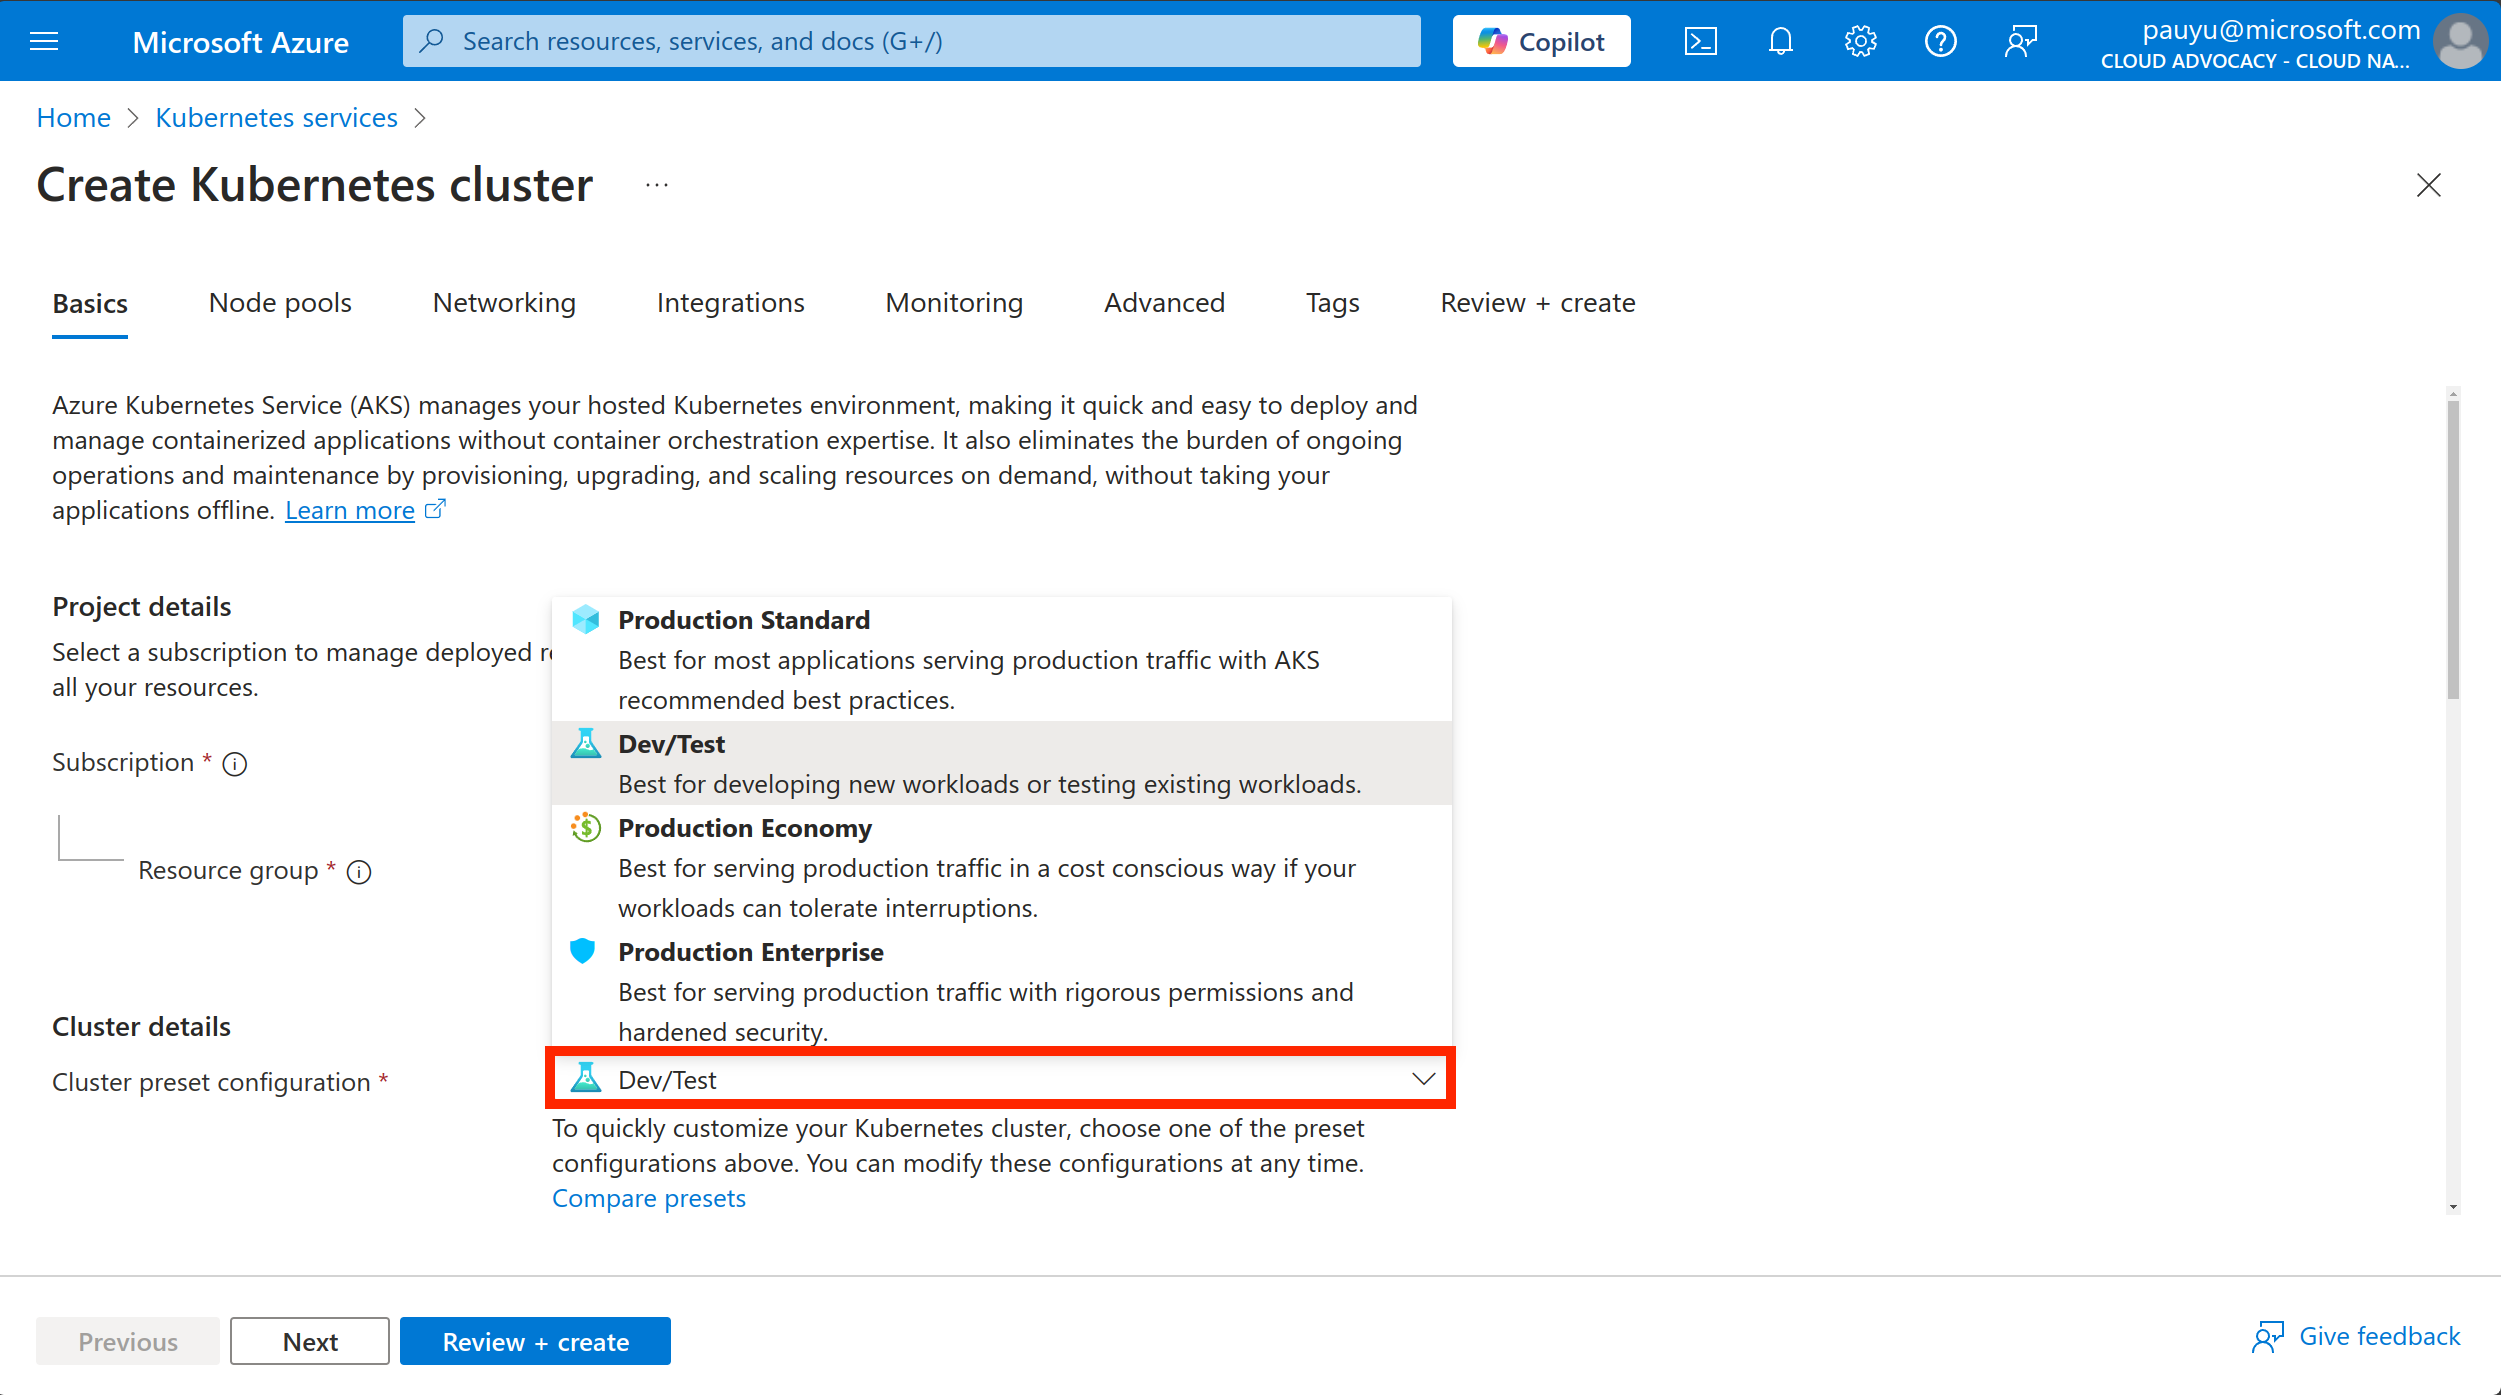 Microsoft Azure
Search resources, services, and docs (G+/)
Copilot
pauyu@microsoft.com
CLOUD ADVOCACY - CLOUD NA...
Home > Kubernetes services >
Create Kubernetes cluster ...
Basics Node pools Networking Integrations Monitoring Advanced Tags Review + create
Azure Kubernetes Service (AKS) manages your hosted Kubernetes environment, making it quick and easy to deploy and
manage containerized applications without container orchestration expertise. It also eliminates the burden of ongoing
operations and maintenance by provisioning, upgrading, and scaling resources on demand, without taking your
applications offline. Learn more
Project details
Select a subscription to manage deployed
all your resources.
Subscription *
Resource group *
Production Standard
Best for most applications serving production traffic with AKS
recommended best practices.
Dev/Test
Best for developing new workloads or testing existing workloads.
Production Economy
Best for serving production traffic in a cost conscious way if your
workloads can tolerate interruptions.
Production Enterprise
Best for serving production traffic with rigorous permissions and
hardened security.
Cluster details
Cluster preset configuration *
Dev/Test
To quickly customize your Kubernetes cluster, choose one of the preset
configurations above. You can modify these configurations at any time.
Compare presets
Previous
Next
Review + create
Give feedback